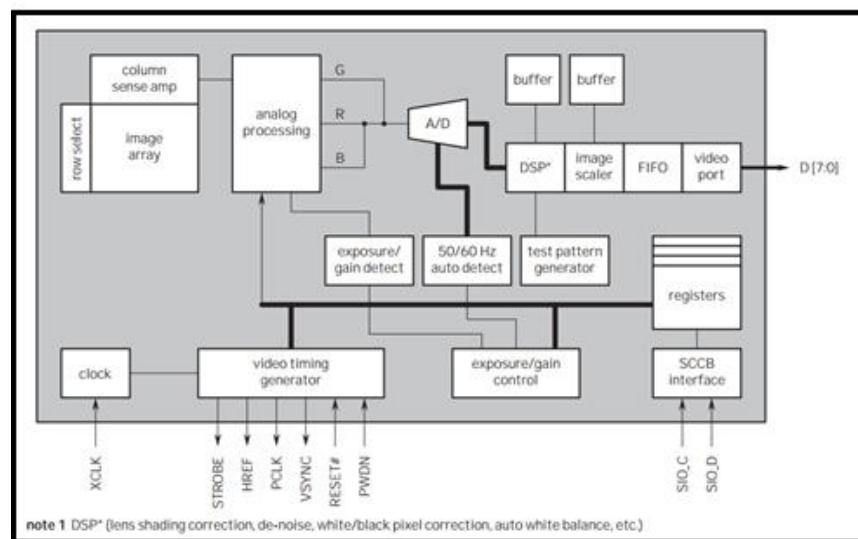 column
sense amp
row select
image
array
analog
processing
G
R
B
A/D
buffer
buffer
DSP*
image
scaler
FIFO
video
port
D [7:0]
exposure/
gain detect
50/60 Hz
auto detect
test pattern
generator
registers
clock
video timing
generator
exposure/gain
control
SCCB
interface
XCLK
STROBE
HREF
PCLK
VSYNC
RESET#
PWDN
SIO_C
SIO_D
note 1 DSP* (lens shading correction, de-noise, white/black pixel correction, auto white balance, etc.)